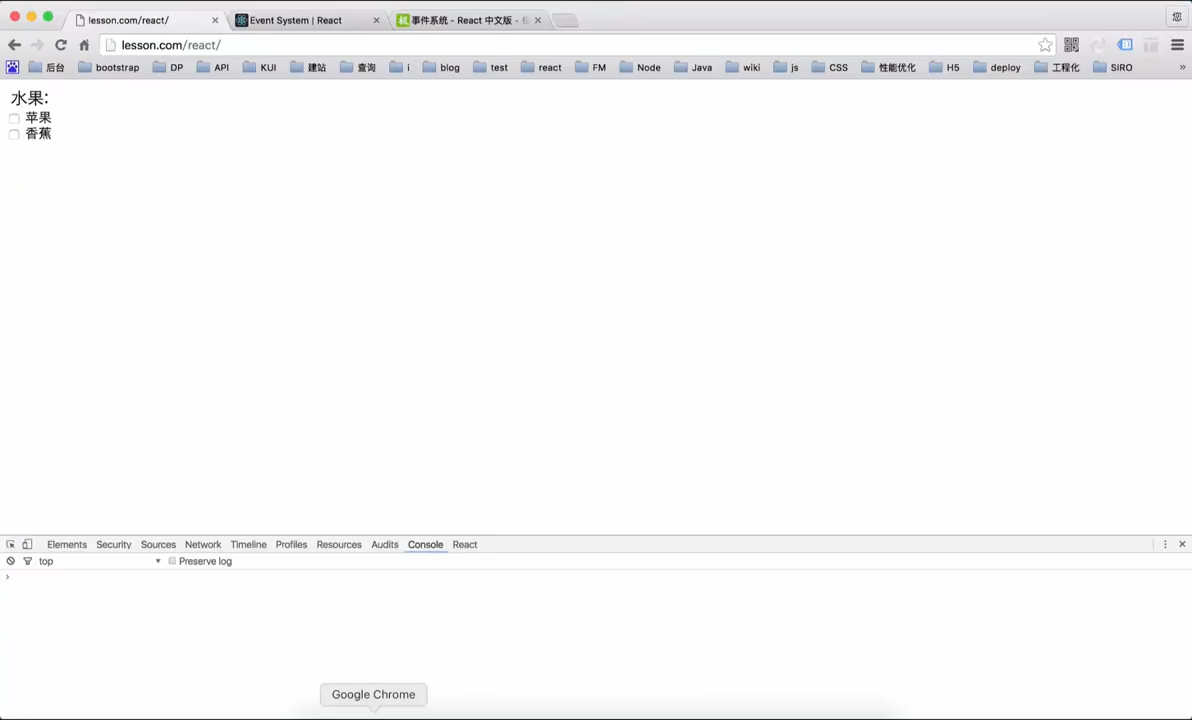 lesson.com/react/
Event System | React
事件系统 - React 中文版 -
您
lesson.com/react/
后台 bootstrap DP API KUI 建站 查询 i blog test react FM Node Java wiki js CSS 性能优化 H5 deploy 工程化 SIRO »
水果:
苹果
香蕉
Elements Security Sources Network Timeline Profiles Resources Audits Console React
top Preserve log
Google Chrome